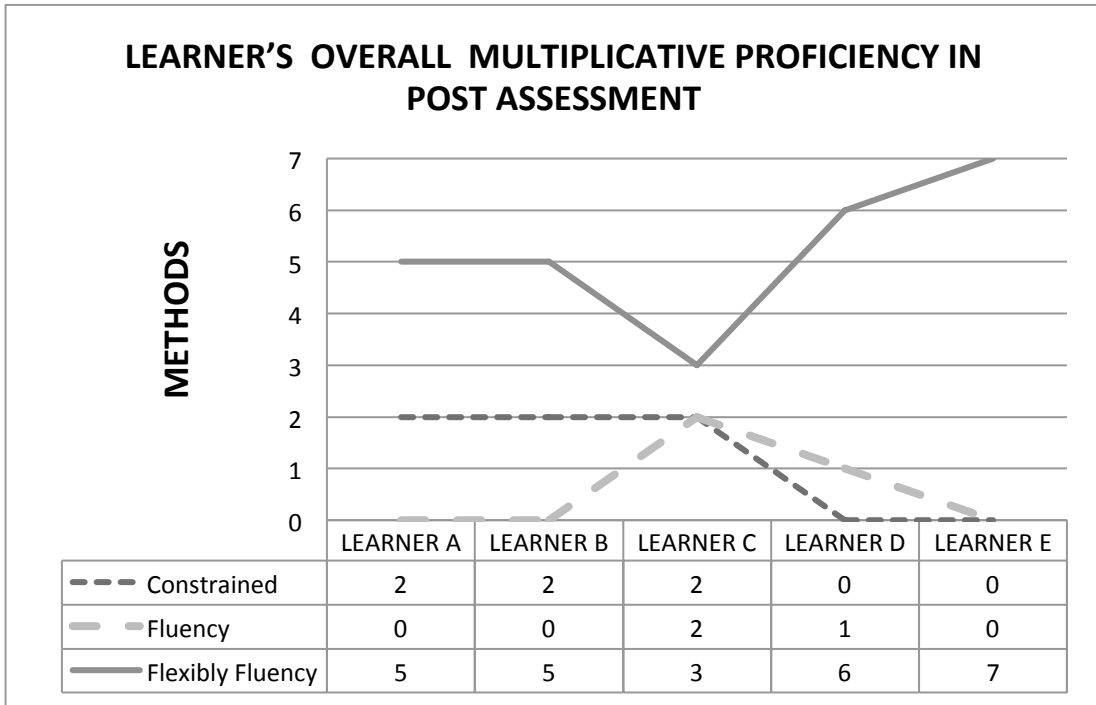 LEARNER’S OVERALL MULTIPLICATIVE PROFICIENCY IN
POST ASSESSMENT
METHODS
7
6
5
4
3
2
1
0
LEARNER A LEARNER B LEARNER C LEARNER D LEARNER E
Constrained 2 2 2 0 0
Fluency 0 0 2 1 0
Flexibly Fluency 5 5 3 6 7